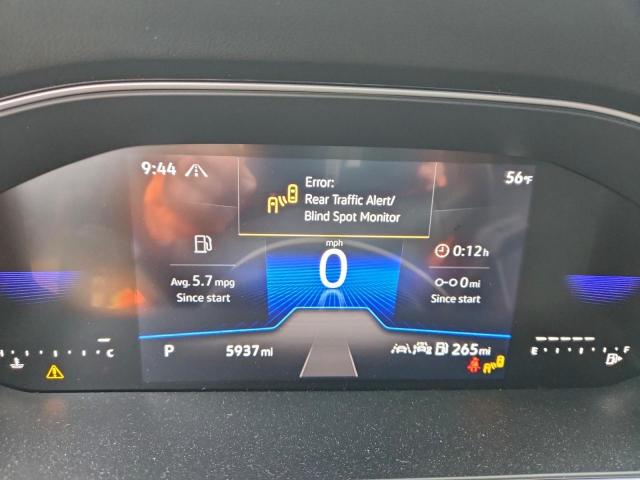 9:44
Error:
Rear Traffic Alert/
Blind Spot Monitor
56°F
mph
0
Avg. 5.7 mpg
Since start
0:12 h
0 mi
Since start
C
P
5937 mi
265 mi
E
F